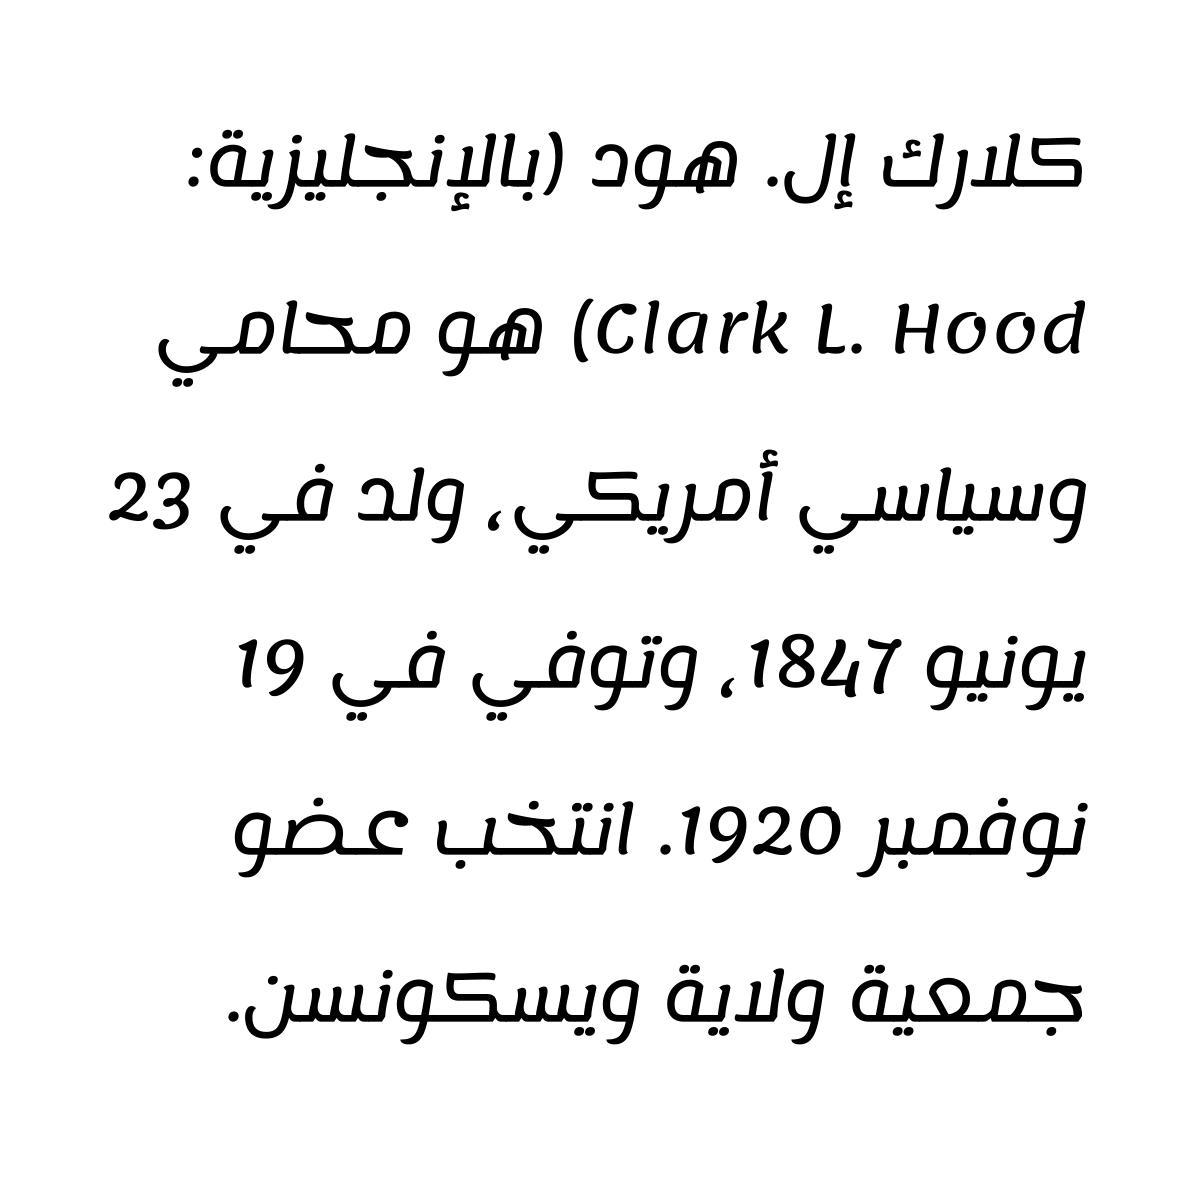 كلارك إل. هود (بالإنجليزية:
Clark L. Hood) هو محامي
وسياسي أمريكي، ولد في 23
يونيو 1847، وتوفي في 19
نوفمبر 1920. انتخب عضو
جمعية ولاية ويسكونسن.